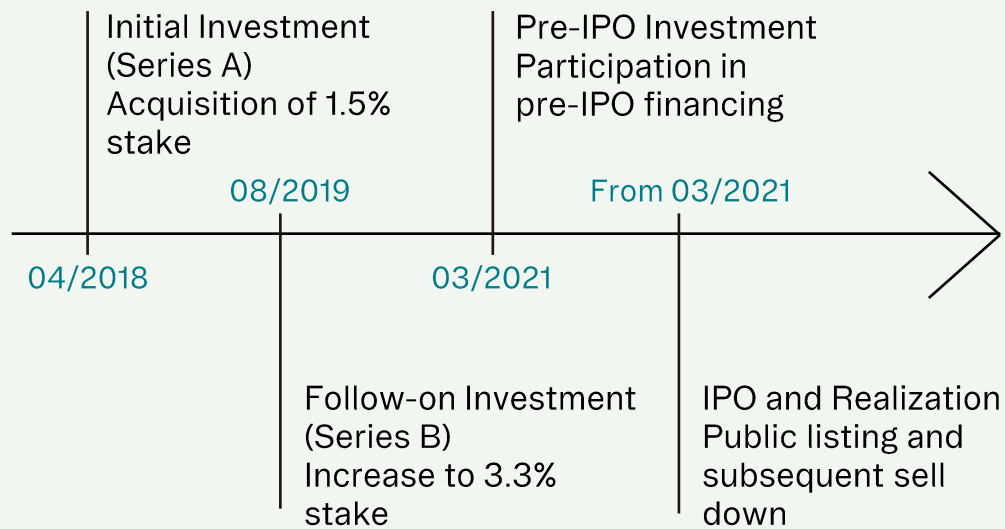 Initial Investment
(Series A)
Acquisition of 1.5%
stake
04/2018
08/2019
Follow-on Investment
(Series B)
Increase to 3.3%
stake
Pre-IPO Investment
Participation in
pre-IPO financing
03/2021
From 03/2021
IPO and Realization
Public listing and
subsequent sell
down